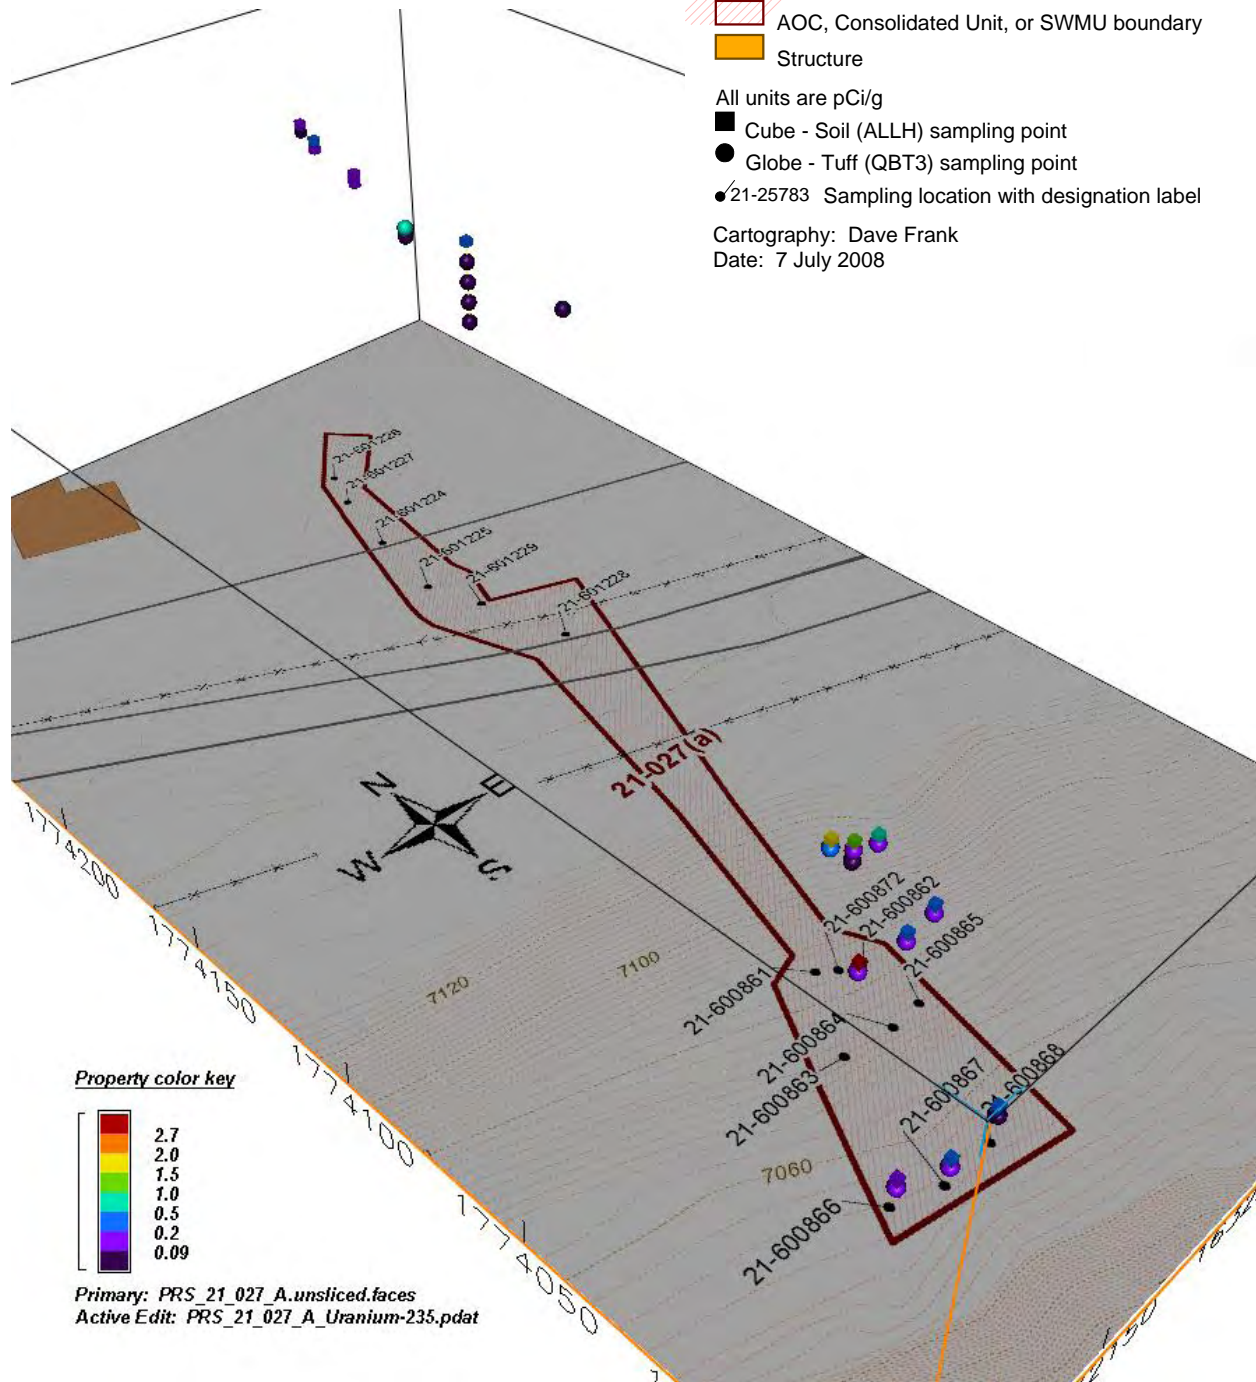 AOC, Consolidated Unit, or SWMU boundary
Structure
All units are pCi/g
Cube - Soil (ALLH) sampling point
Globe - Tuff (QBT3) sampling point
21-25783 Sampling location with designation label
Cartography: Dave Frank
Date: 7 July 2008
21-601226
21-601227
21-601224
21-601225
21-601229
21-601228
21-027(a)
N
E
W
S
1774200
1774150
1774100
1774050
7120
7100
7060
21-600872
21-600862
21-600865
21-600861
21-600864
21-600863
21-600867
21-600868
21-600866
Property color key
2.7
2.0
1.5
1.0
0.5
0.2
0.09
Primary: PRS_21_027_A.unsliced.faces
Active Edit: PRS_21_027_A_Uranium-235.pdat